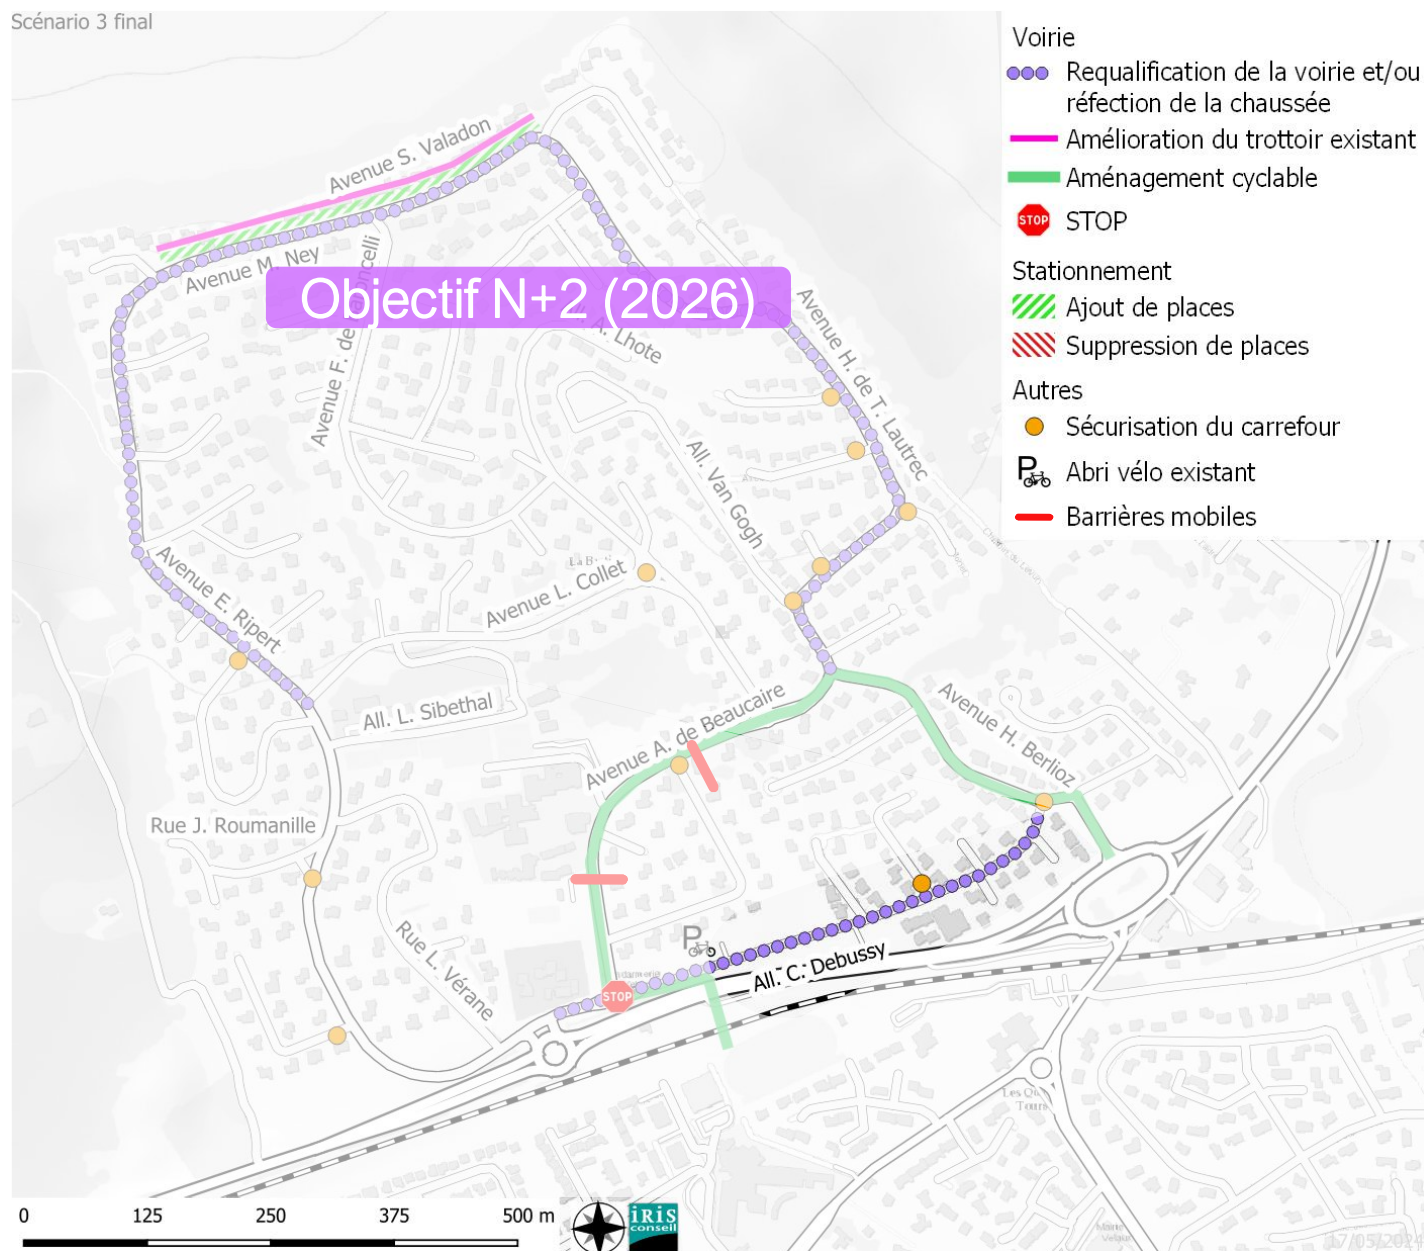 Scénario 3 final
Voirie
Requalification de la voirie et/ou
réfection de la chaussée
Amélioration du trottoir existant
Aménagement cyclable
STOP
STOP
Stationnement
Ajout de places
Suppression de places
Autres
Sécurisation du carrefour
P
Abri vélo existant
Barrières mobiles
Avenue S. Valadon
Avenue M. Ney
Objectif N+2 (2026)
Avenue F. de
A. Lhote
Avenue H. de T. Lautrec
All. Van Gogh
Avenue L. Collet
Avenue E. Ripert
All. L. Sibethal
Avenue A. de Beaucaire
Avenue H. Berlioz
Rue J. Roumanille
Rue L. Vérane
P
All. C. Debussy
STOP
Tours
0 125 250 375 500 m
iRiS
conseil